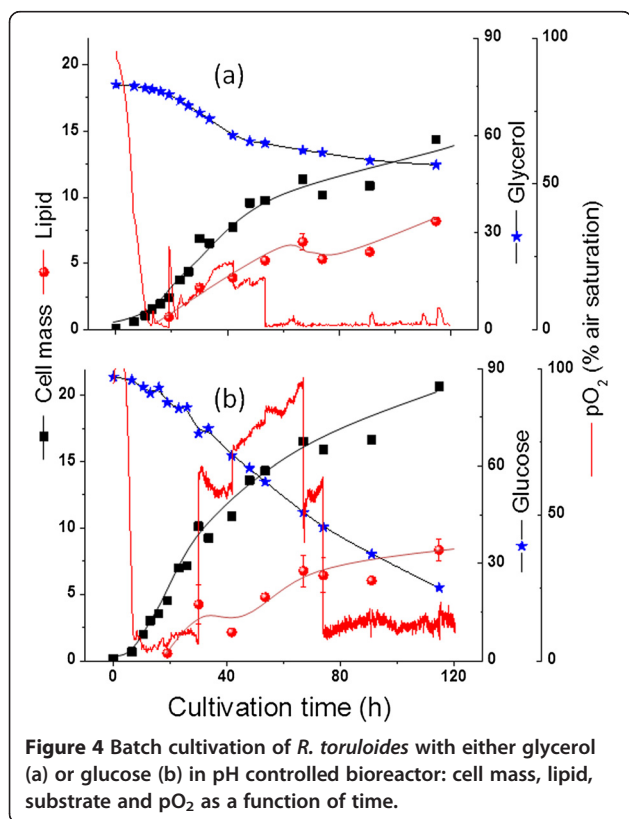 (a)
20
15
10
5
0
90
60
30
0
100
50
0
Cell mass
Lipid
Glycerol
(b)
20
15
10
5
0
90
60
30
0
100
50
0
Glucose
pO2 (% air saturation)
0 40 80 120
Cultivation time (h)
Figure 4 Batch cultivation of R. toruloides with either glycerol
(a) or glucose (b) in pH controlled bioreactor: cell mass, lipid,
substrate and pO2 as a function of time.